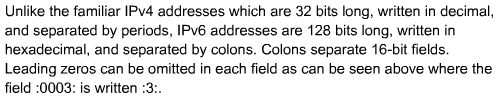 Unlike the familiar IPv4 addresses which are 32 bits long, written in decimal,
and separated by periods, IPv6 addresses are 128 bits long, written in
hexadecimal, and separated by colons. Colons separate 16-bit fields.
Leading zeros can be omitted in each field as can be seen above where the
field :0003: is written :3:.